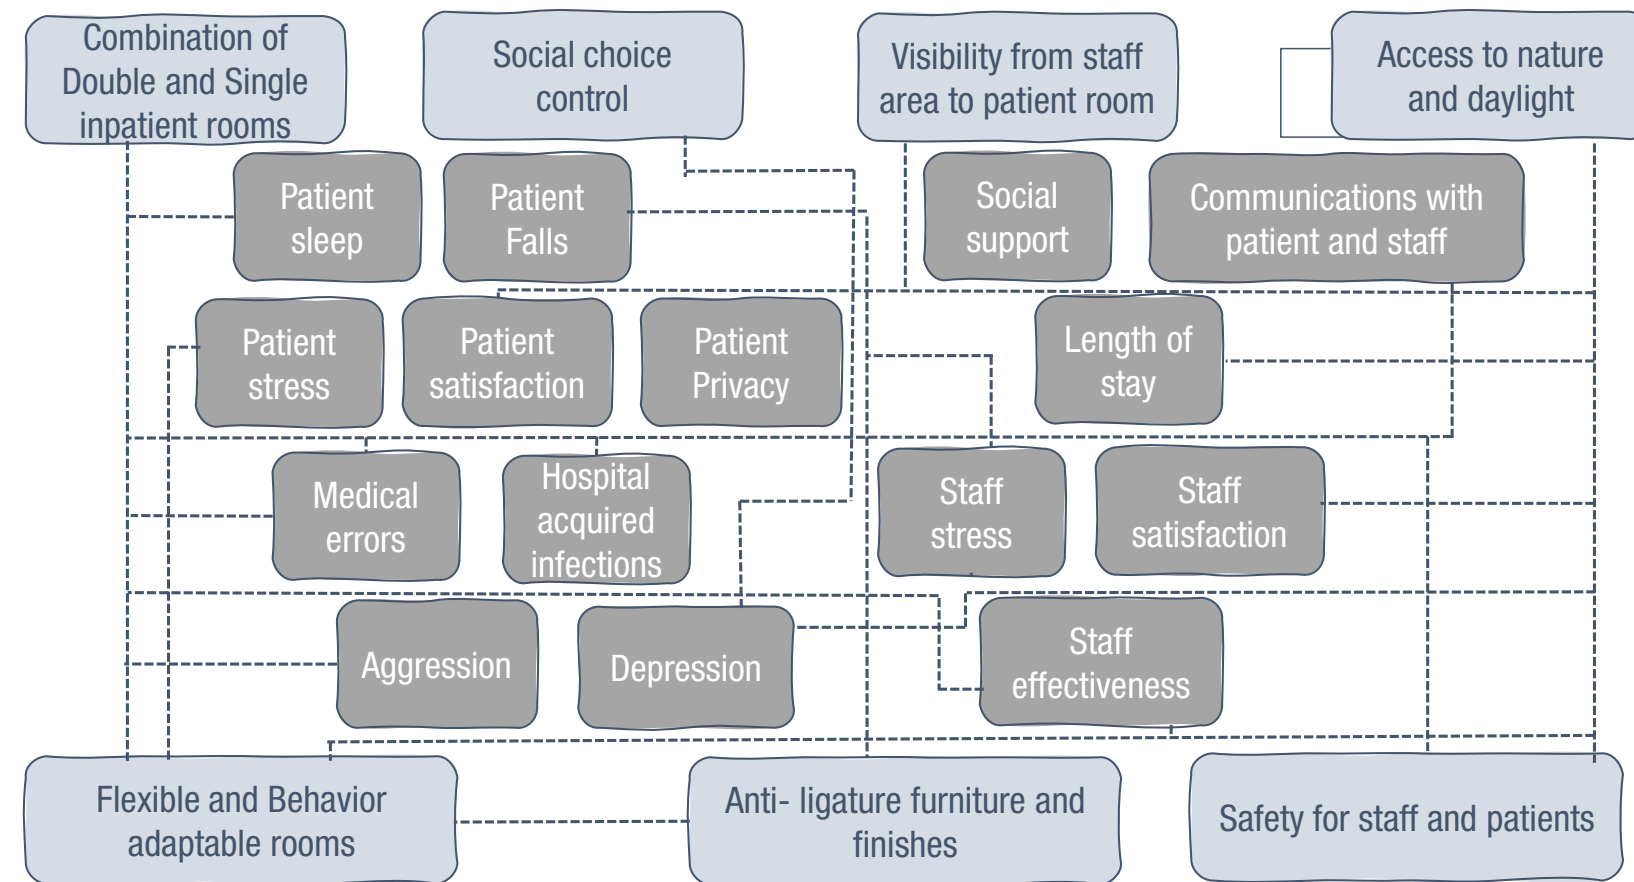 Combination of
Double and Single
inpatient rooms
Social choice
control
Visibility from staff
area to patient room
Access to nature
and daylight
Patient
sleep
Patient
Falls
Social
support
Communications with
patient and staff
Patient
stress
Patient
satisfaction
Patient
Privacy
Length of
stay
Medical
errors
Hospital
acquired
infections
Staff
stress
Staff
satisfaction
Aggression
Depression
Staff
effectiveness
Flexible and Behavior
adaptable rooms
Anti- ligature furniture and
finishes
Safety for staff and patients